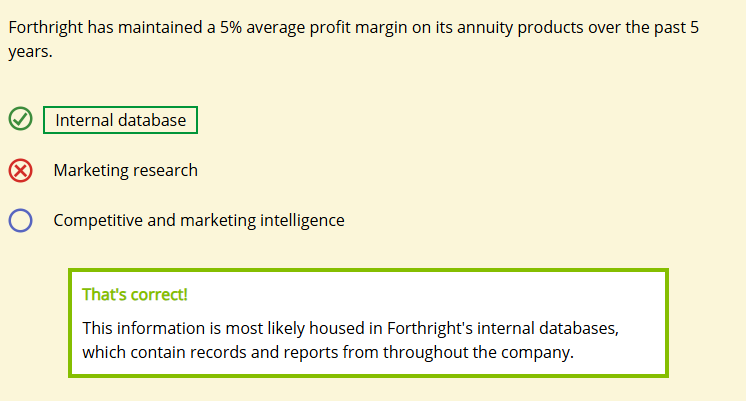 Forthright has maintained a 5% average profit margin on its annuity products over the past 5
years.
Internal database
Marketing research
Competitive and marketing intelligence
That's correct!
This information is most likely housed in Forthright's internal databases,
which contain records and reports from throughout the company.